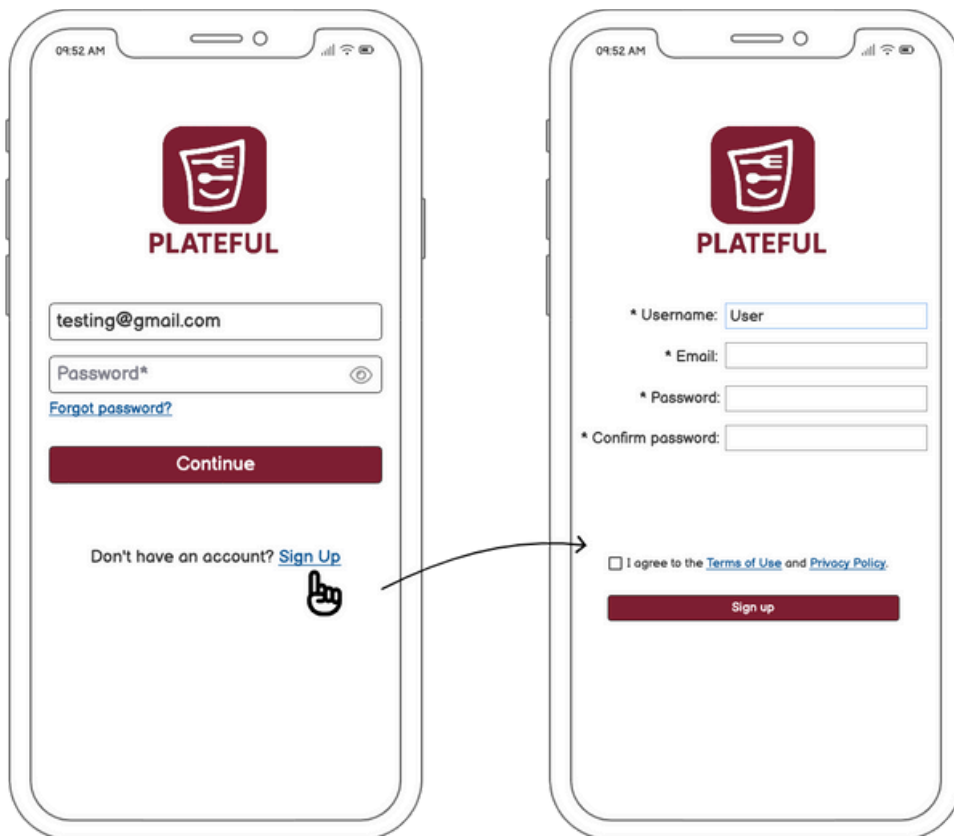 09:52 AM
PLATEFUL
testing@gmail.com
Password*
Forgot password?
Continue
Don't have an account? Sign Up
09:52 AM
PLATEFUL
* Username: User
* Email:
* Password:
* Confirm password:
I agree to the Terms of Use and Privacy Policy.
Sign up